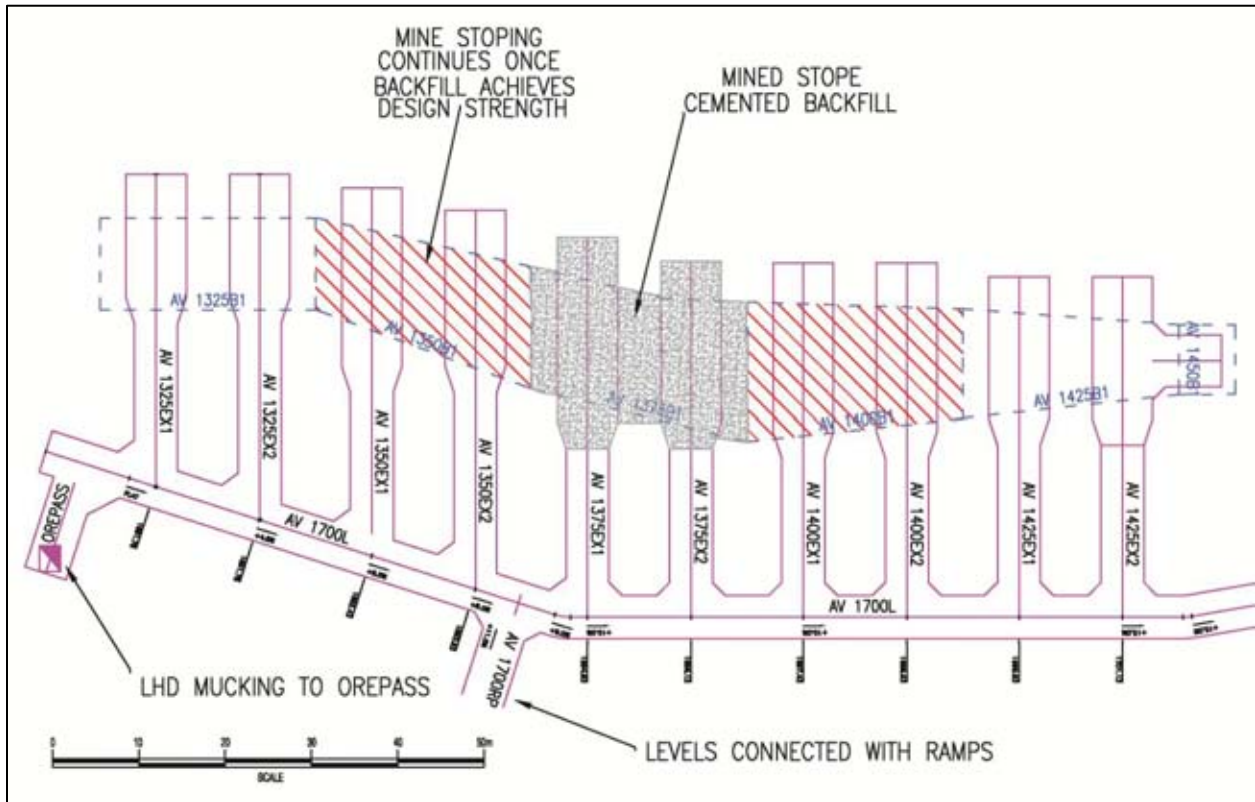 MINE STOPING
CONTINUES ONCE
BACKFILL ACHIEVES
DESIGN STRENGTH
MINED STOPE
CEMENTED BACKFILL
AV 1325B1
AV 1350B1
AV 1375B1
AV 1400B1
AV 1425B1
AV 1450B1
AV 1325EX1
AV 1325EX2
AV 1350EX1
AV 1350EX2
AV 1375EX1
AV 1375EX2
AV 1400EX1
AV 1400EX2
AV 1425EX1
AV 1425EX2
OREPASS
AV 1700L
AV 1700L
AV 1700RP
LHD MUCKING TO OREPASS
LEVELS CONNECTED WITH RAMPS
0 10 20 30 40 50m
SCALE